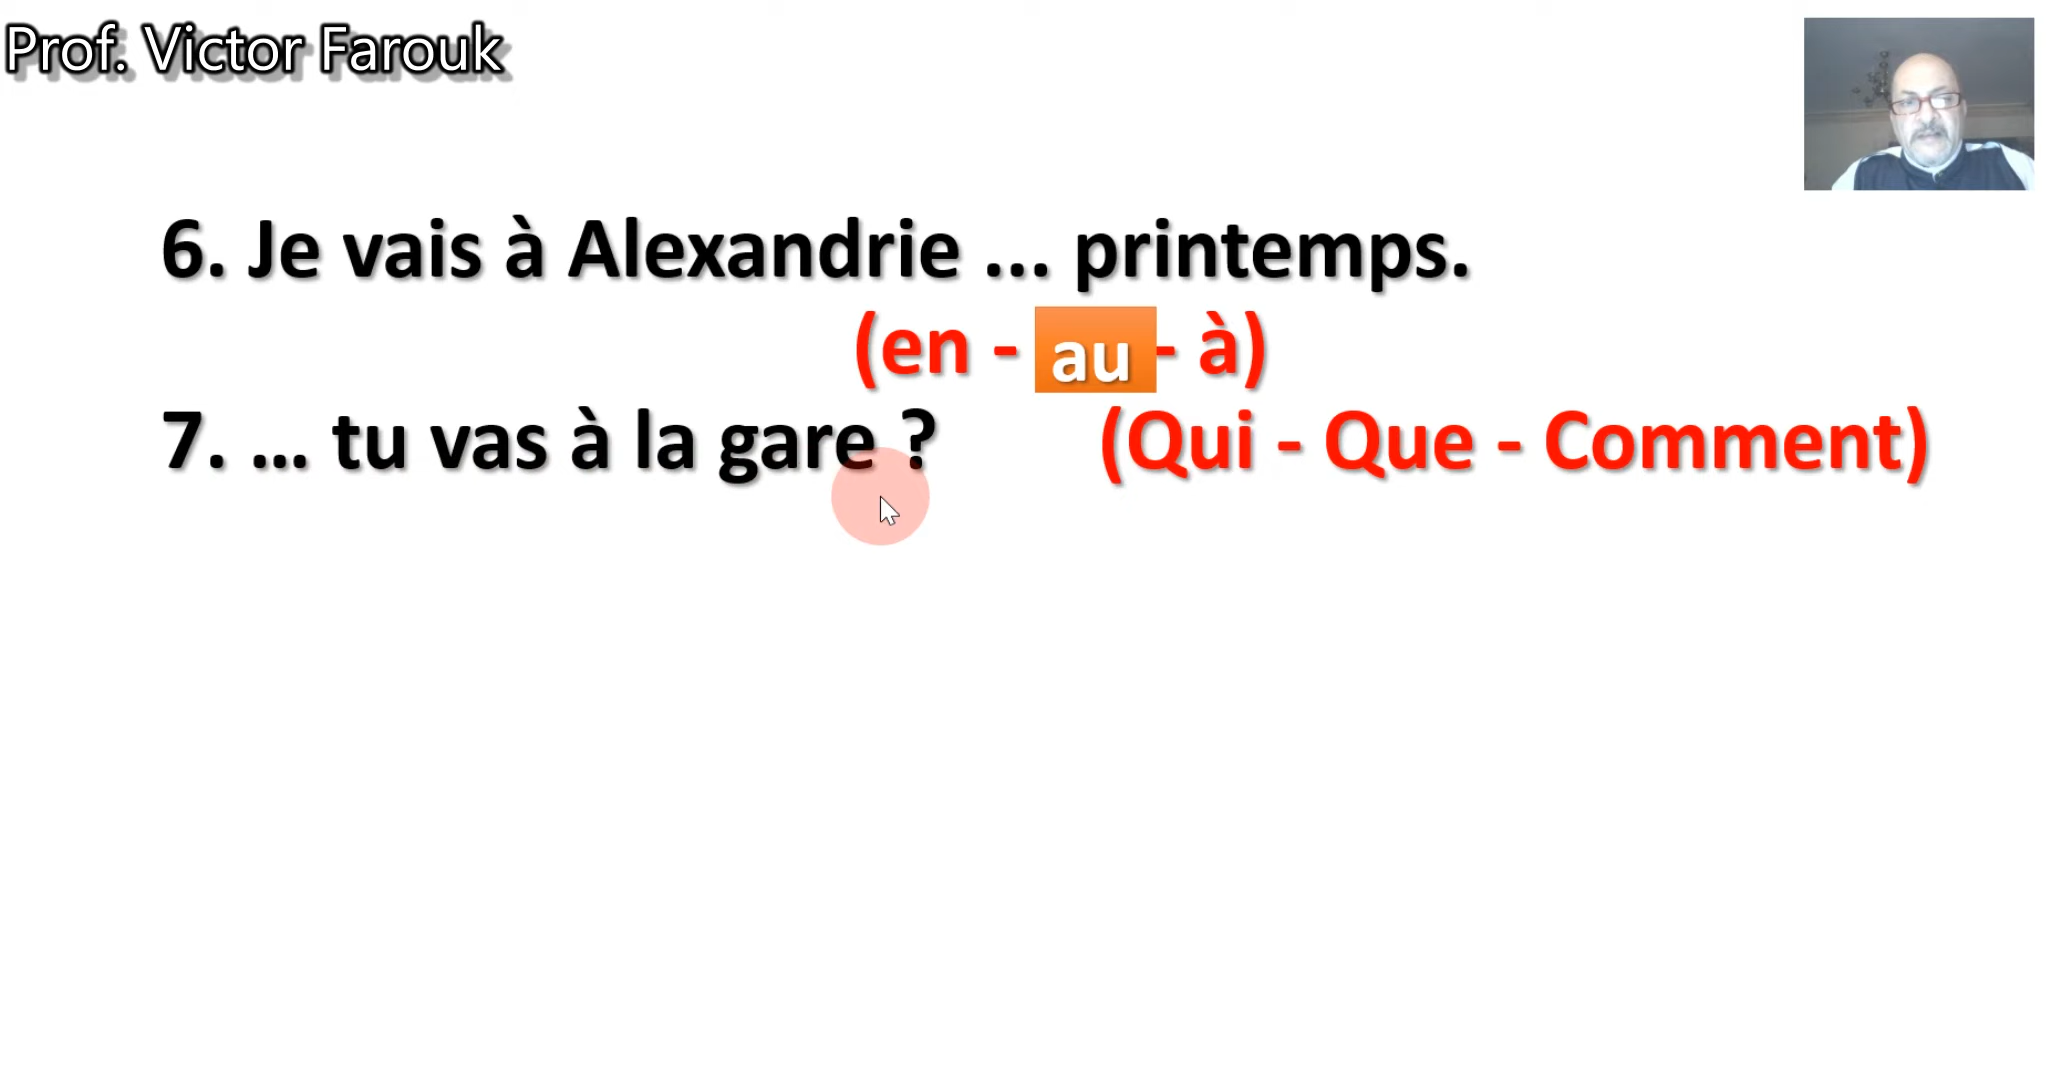 Prof. Victor Farouk
6. Je vais à Alexandrie ... printemps.
(en - au - à)
7. ... tu vas à la gare ? (Qui - Que - Comment)